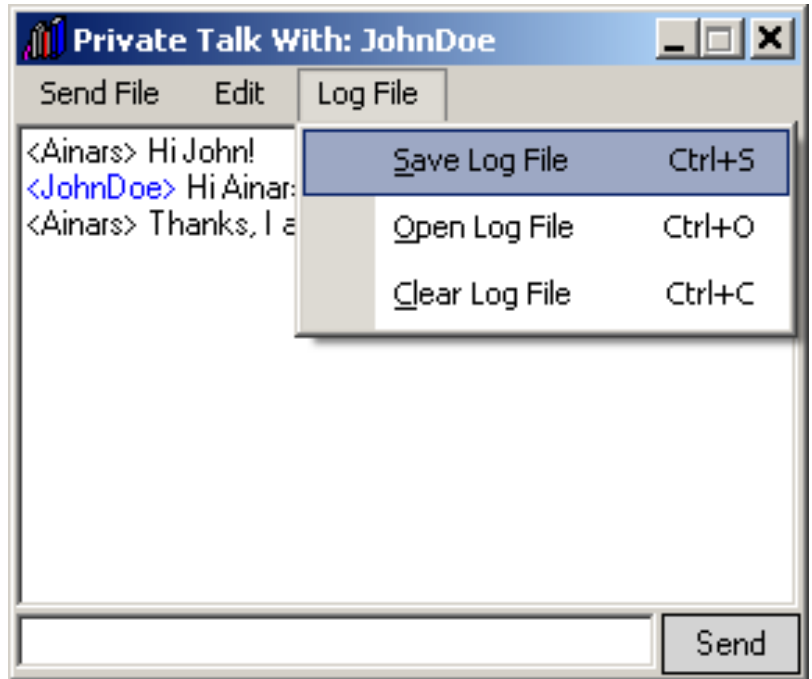 Private Talk With: JohnDoe
Send File Edit Log File
<Ainars> Hi John!
<JohnDoe> Hi Ainars
<Ainars> Thanks, I a
Save Log File Ctrl+S
Open Log File Ctrl+O
Clear Log File Ctrl+C
Send